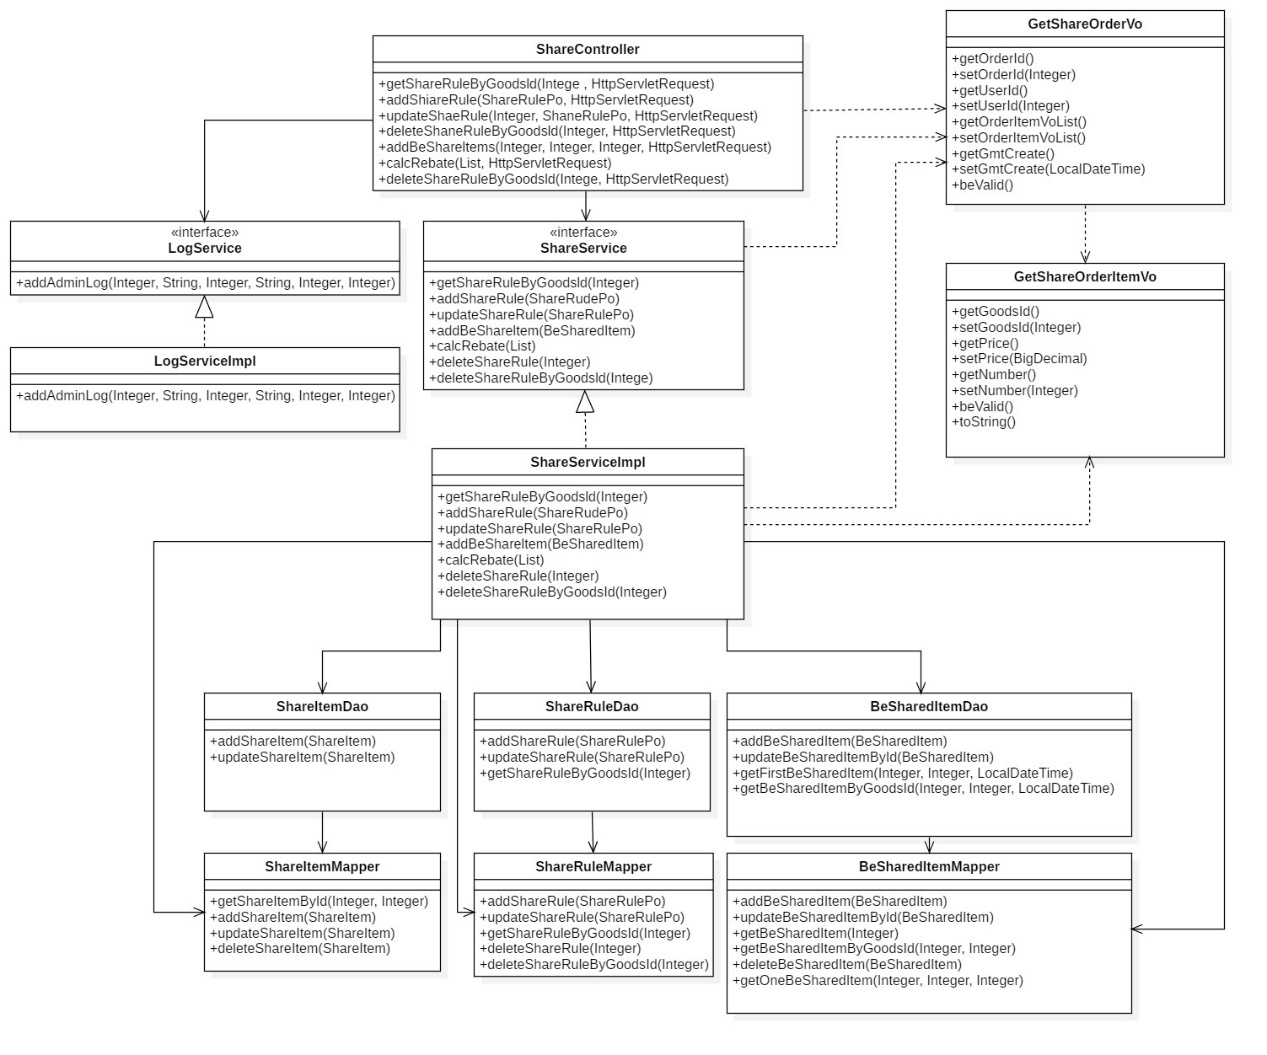 ShareController
+getShareRuleByGoodsId(Intege , HttpServletRequest)
+addShiareRule(ShareRulePo, HttpServletRequest)
+updateShaeRule(Integer, ShaneRulePo, HttpServletRequest)
+deleteShaneRuleByGoodsId(Integer, HttpServletRequest)
+addBeShareItems(Integer, Integer, Integer, HttpServletRequest)
+calcRebate(List, HttpServletRequest)
+deleteShareRuleByGoodsId(Intege, HttpServletRequest)
GetShareOrderVo
+getOrderId()
+setOrderId(Integer)
+getUserId()
+setUserId(Integer)
+getOrderItemVoList()
+setOrderItemVoList()
+getGmtCreate()
+setGmtCreate(LocalDateTime)
+beValid()
«interface»
LogService
+addAdminLog(Integer, String, Integer, String, Integer, Integer)
«interface»
ShareService
+getShareRuleByGoodsId(Integer)
+addShareRule(ShareRudePo)
+updateShareRule(ShareRulePo)
+addBeShareItem(BeSharedItem)
+calcRebate(List)
+deleteShareRule(Integer)
+deleteShareRuleByGoodsId(Intege)
GetShareOrderItemVo
+getGoodsId()
+setGoodsId(Integer)
+getPrice()
+setPrice(BigDecimal)
+getNumber()
+setNumber(Integer)
+beValid()
+toString()
LogServiceImpl
+addAdminLog(Integer, String, Integer, String, Integer, Integer)
ShareServiceImpl
+getShareRuleByGoodsId(Integer)
+addShareRule(ShareRudePo)
+updateShareRule(ShareRulePo)
+addBeShareItem(BeSharedItem)
+calcRebate(List)
+deleteShareRule(Integer)
+deleteShareRuleByGoodsId(Integer)
ShareItemDao
+addShareItem(ShareItem)
+updateShareItem(ShareItem)
ShareRuleDao
+addShareRule(ShareRulePo)
+updateShareRule(ShareRulePo)
+getShareRuleByGoodsId(Integer)
BeSharedItemDao
+addBeSharedItem(BeSharedItem)
+updateBeSharedItemById(BeSharedItem)
+getFirstBeSharedItem(Integer, Integer, LocalDateTime)
+getBeSharedItemByGoodsId(Integer, Integer, LocalDateTime)
ShareItemMapper
+getShareItemById(Integer, Integer)
+addShareItem(ShareItem)
+updateShareItem(ShareItem)
+deleteShareItem(ShareItem)
ShareRuleMapper
+addShareRule(ShareRulePo)
+updateShareRule(ShareRulePo)
+getShareRuleByGoodsId(Integer)
+deleteShareRule(Integer)
+deleteShareRuleByGoodsId(Integer)
BeSharedItemMapper
+addBeSharedItem(BeSharedItem)
+updateBeSharedItemById(BeSharedItem)
+getBeSharedItem(Integer)
+getBeSharedItemByGoodsId(Integer, Integer)
+deleteBeSharedItem(BeSharedItem)
+getOneBeSharedItem(Integer, Integer, Integer)